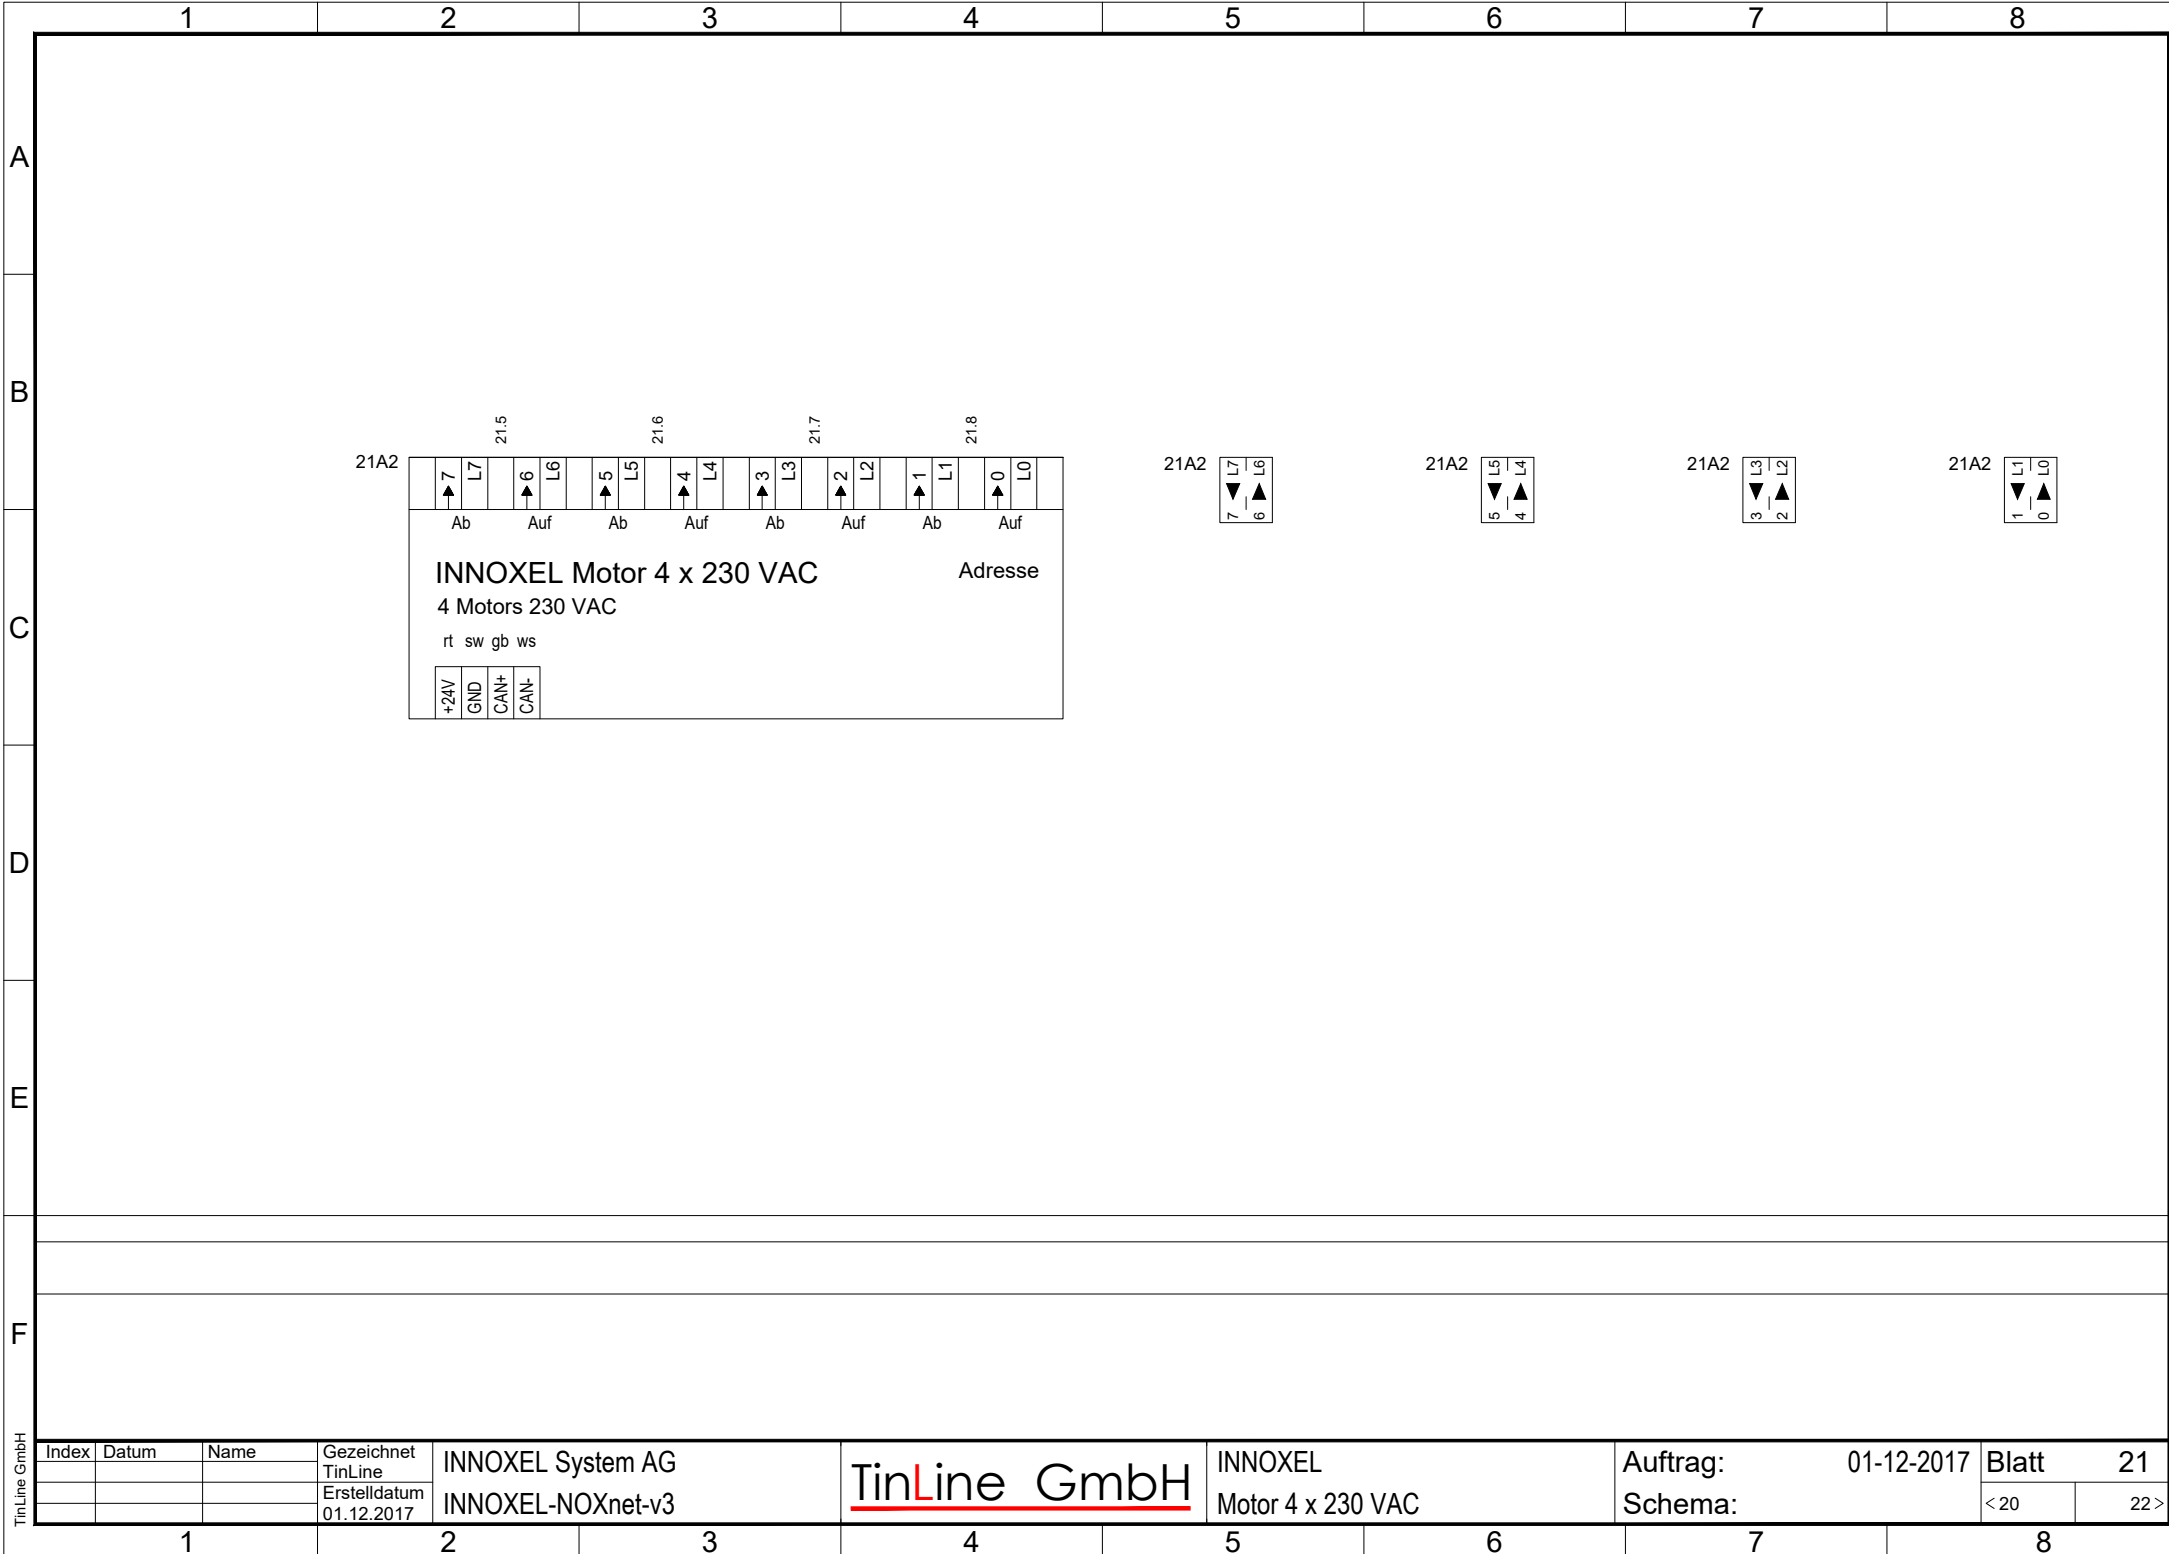 1 2 3 4 5 6 7 8
A
B
C
D
E
F
21.5 21.6 21.7 21.8
21A2
7 L7 6 L6 5 L5 4 L4 3 L3 2 L2 1 L1 0 L0
Ab Auf Ab Auf Ab Auf Ab Auf
INNOXEL Motor 4 x 230 VAC Adresse
4 Motors 230 VAC
rt sw gb ws
+24V GND CAN+ CAN-
21A2 L7 L6
7 6
21A2 L5 L4
5 4
21A2 L3 L2
3 2
21A2 L1 L0
1 0
TinLine GmbH
Index Datum Name
Gezeichnet
TinLine
Erstelldatum
01.12.2017
INNOXEL System AG
INNOXEL-NOXnet-v3
TinLine GmbH
INNOXEL
Motor 4 x 230 VAC
Auftrag: 01-12-2017
Schema:
Blatt 21
< 20 22 >
1 2 3 4 5 6 7 8